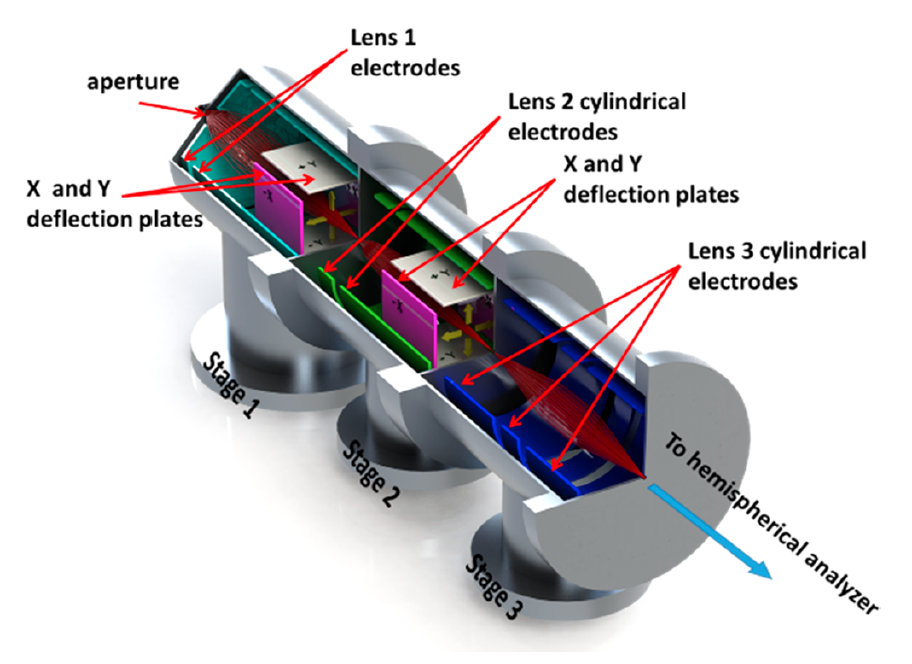 Lens 1
electrodes
aperture
Lens 2 cylindrical
electrodes
X and Y
deflection plates
X and Y
deflection plates
Lens 3 cylindrical
electrodes
+Y
-X
-Y
+Y
-X
-Y
Stage 1
Stage 2
Stage 3
To hemispherical analyzer